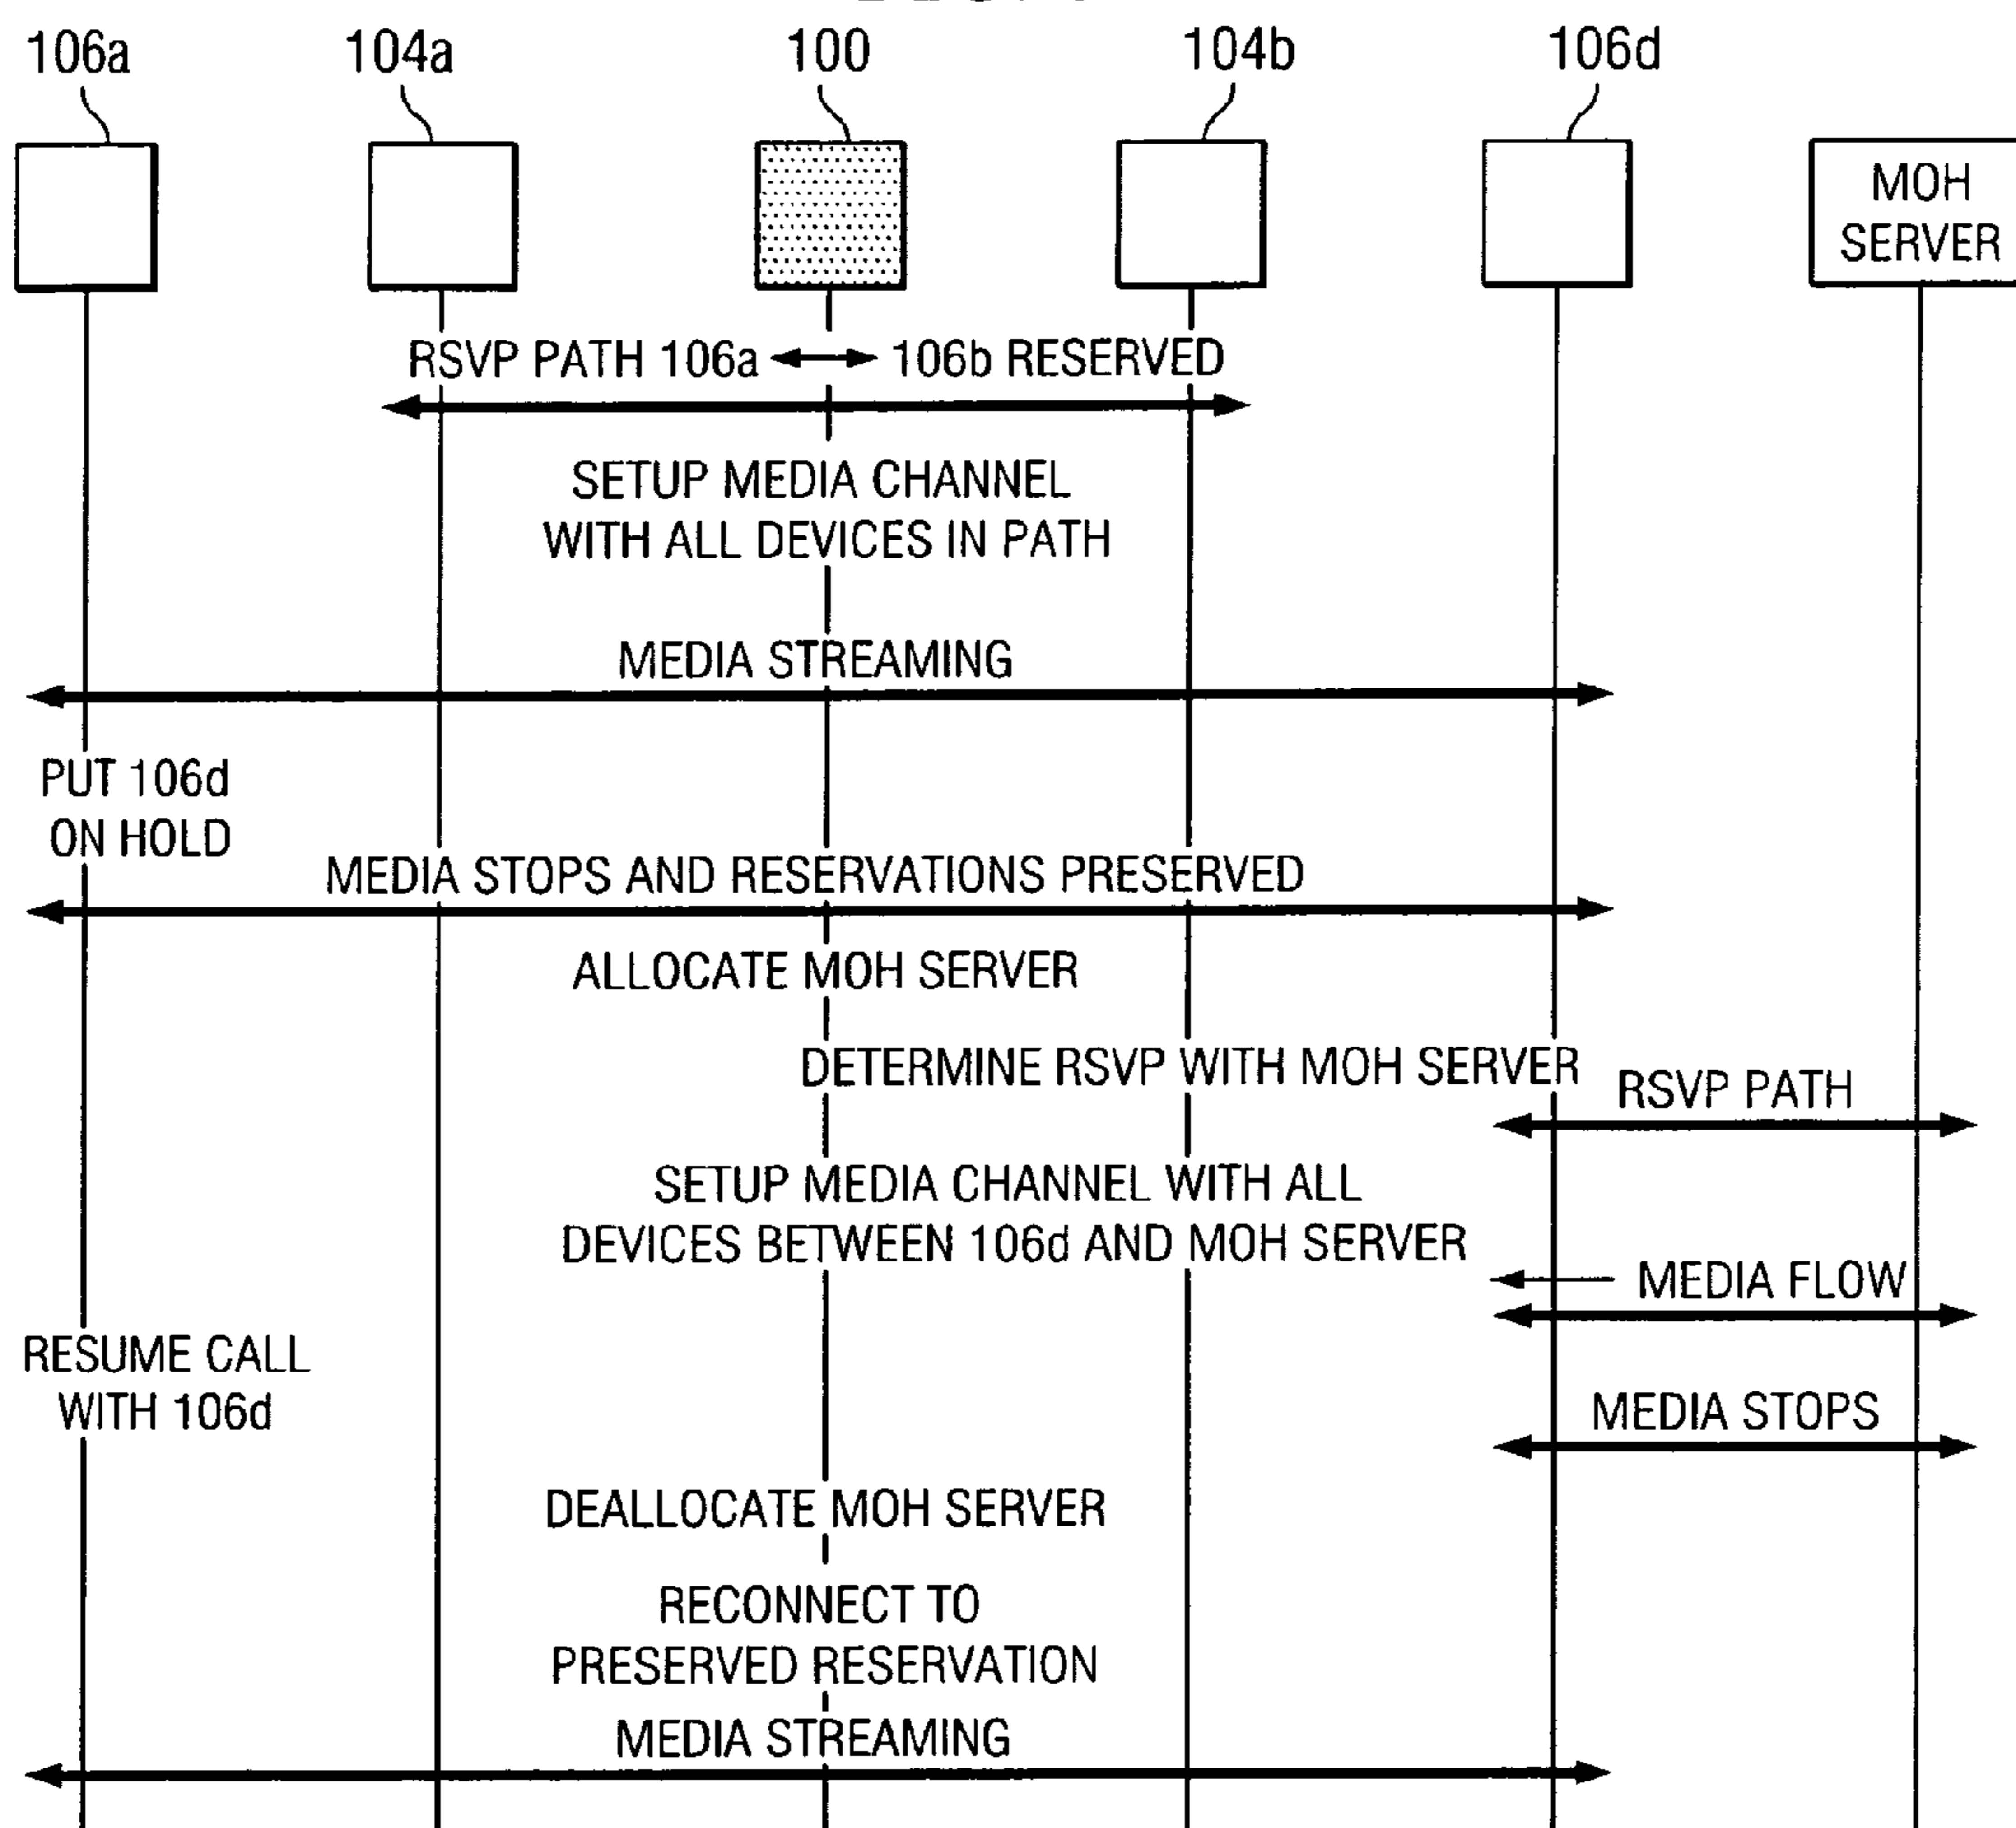 106a 104a 100 104b 106d
MOH
SERVER
RSVP PATH 106a 106b RESERVED
SETUP MEDIA CHANNEL
WITH ALL DEVICES IN PATH
MEDIA STREAMING
PUT 106d
ON HOLD
MEDIA STOPS AND RESERVATIONS PRESERVED
ALLOCATE MOH SERVER
DETERMINE RSVP WITH MOH SERVER
RSVP PATH
SETUP MEDIA CHANNEL WITH ALL
DEVICES BETWEEN 106d AND MOH SERVER
MEDIA FLOW
RESUME CALL
WITH 106d
MEDIA STOPS
DEALLOCATE MOH SERVER
RECONNECT TO
PRESERVED RESERVATION
MEDIA STREAMING